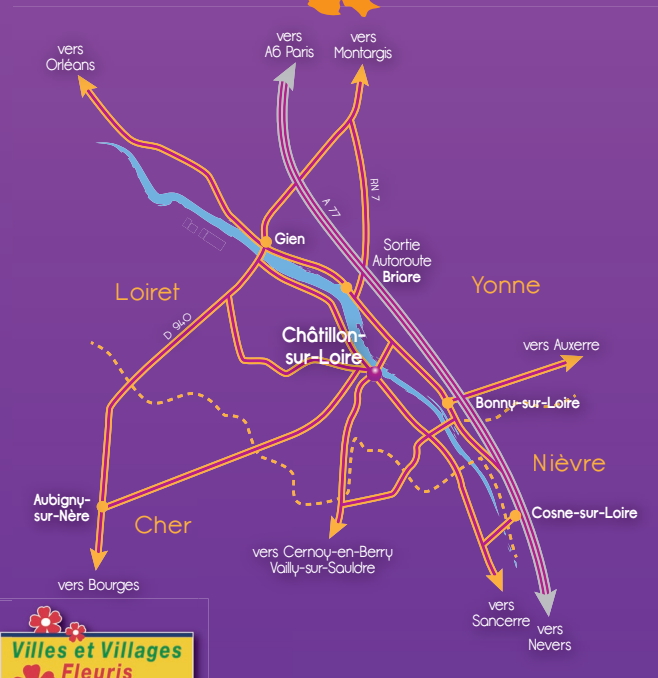 vers
Orléans
vers
A6 Paris
vers
Montargis
RN 7
A 77
Gien
Sortie
Autoroute
Briare
Loiret
Yonne
D 940
Châtillon-
sur-Loire
vers Auxerre
Bonny-sur-Loire
Nièvre
Aubigny-
sur-Nère
Cher
Cosne-sur-Loire
vers Cernoy-en-Berry
Vailly-sur-Sauldre
vers Bourges
vers
Sancerre
vers
Nevers
Villes et Villages
Fleuris